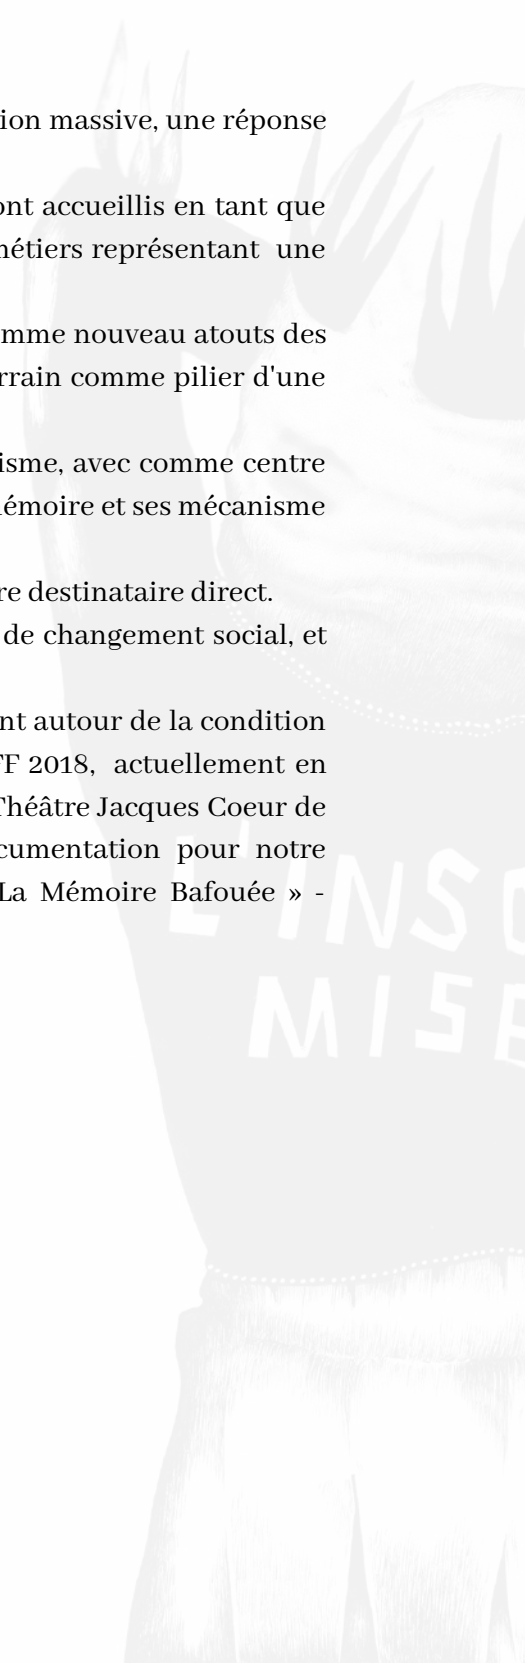 ion massive, une réponse
ont accueillis en tant que
métiers représentant une
mme nouveau atouts des
rrain comme pilier d'une
isme, avec comme centre
émoire et ses mécanisme
re destinataire direct.
de changement social, et
nt autour de la condition
FF 2018, actuellement en
Théâtre Jacques Coeur de
cumentation pour notre
La Mémoire Bafouée » -
L'INSO
MISE